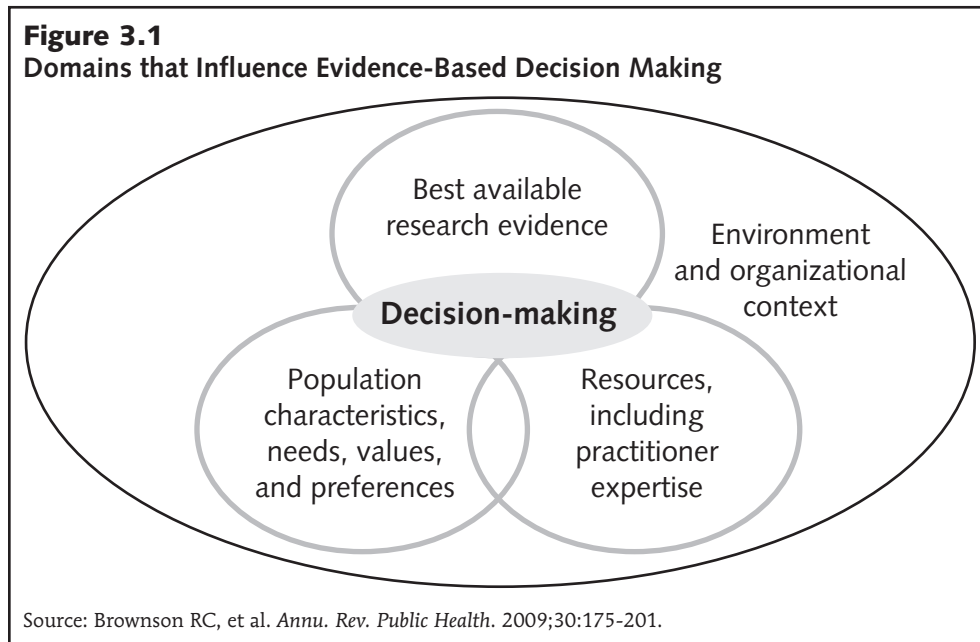 Figure 3.1
Domains that Influence Evidence-Based Decision Making
Best available
research evidence
Environment
and organizational
context
Decision-making
Population
characteristics,
needs, values,
and preferences
Resources,
including
practitioner
expertise
Source: Brownson RC, et al. Annu. Rev. Public Health. 2009;30:175-201.